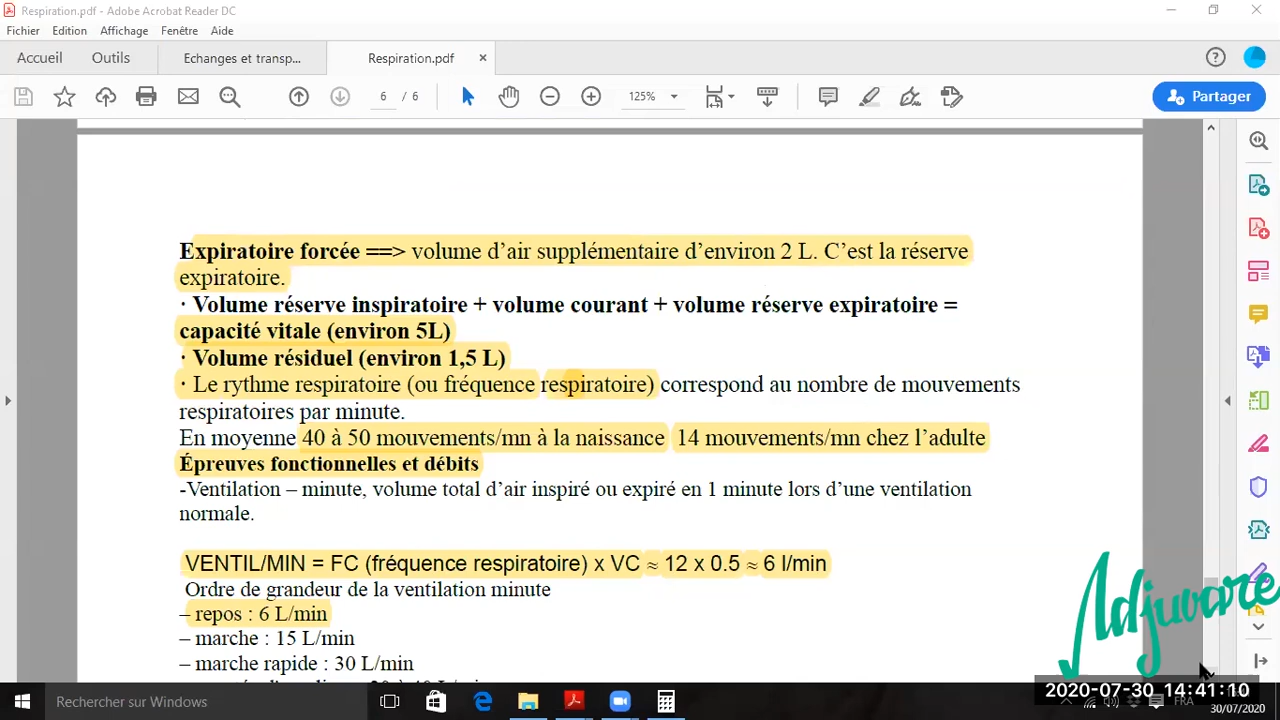 Respiration.pdf - Adobe Acrobat Reader DC
Fichier Edition Affichage Fenêtre Aide
Accueil Outils Echanges et transp... Respiration.pdf
6 / 6 125% Partager
Expiratoire forcée ==> volume d’air supplémentaire d’environ 2 L. C’est la réserve
expiratoire.
· Volume réserve inspiratoire + volume courant + volume réserve expiratoire =
capacité vitale (environ 5L)
· Volume résiduel (environ 1,5 L)
· Le rythme respiratoire (ou fréquence respiratoire) correspond au nombre de mouvements
respiratoires par minute.
En moyenne 40 à 50 mouvements/mn à la naissance 14 mouvements/mn chez l’adulte
Épreuves fonctionnelles et débits
-Ventilation – minute, volume total d’air inspiré ou expiré en 1 minute lors d’une ventilation
normale.
VENTIL/MIN = FC (fréquence respiratoire) x VC ≈ 12 x 0.5 ≈ 6 l/min
Ordre de grandeur de la ventilation minute
– repos : 6 L/min
– marche : 15 L/min
– marche rapide : 30 L/min
Adjuvare
Rechercher sur Windows
2020-07-30 14:41:10
FRA
30/07/2020